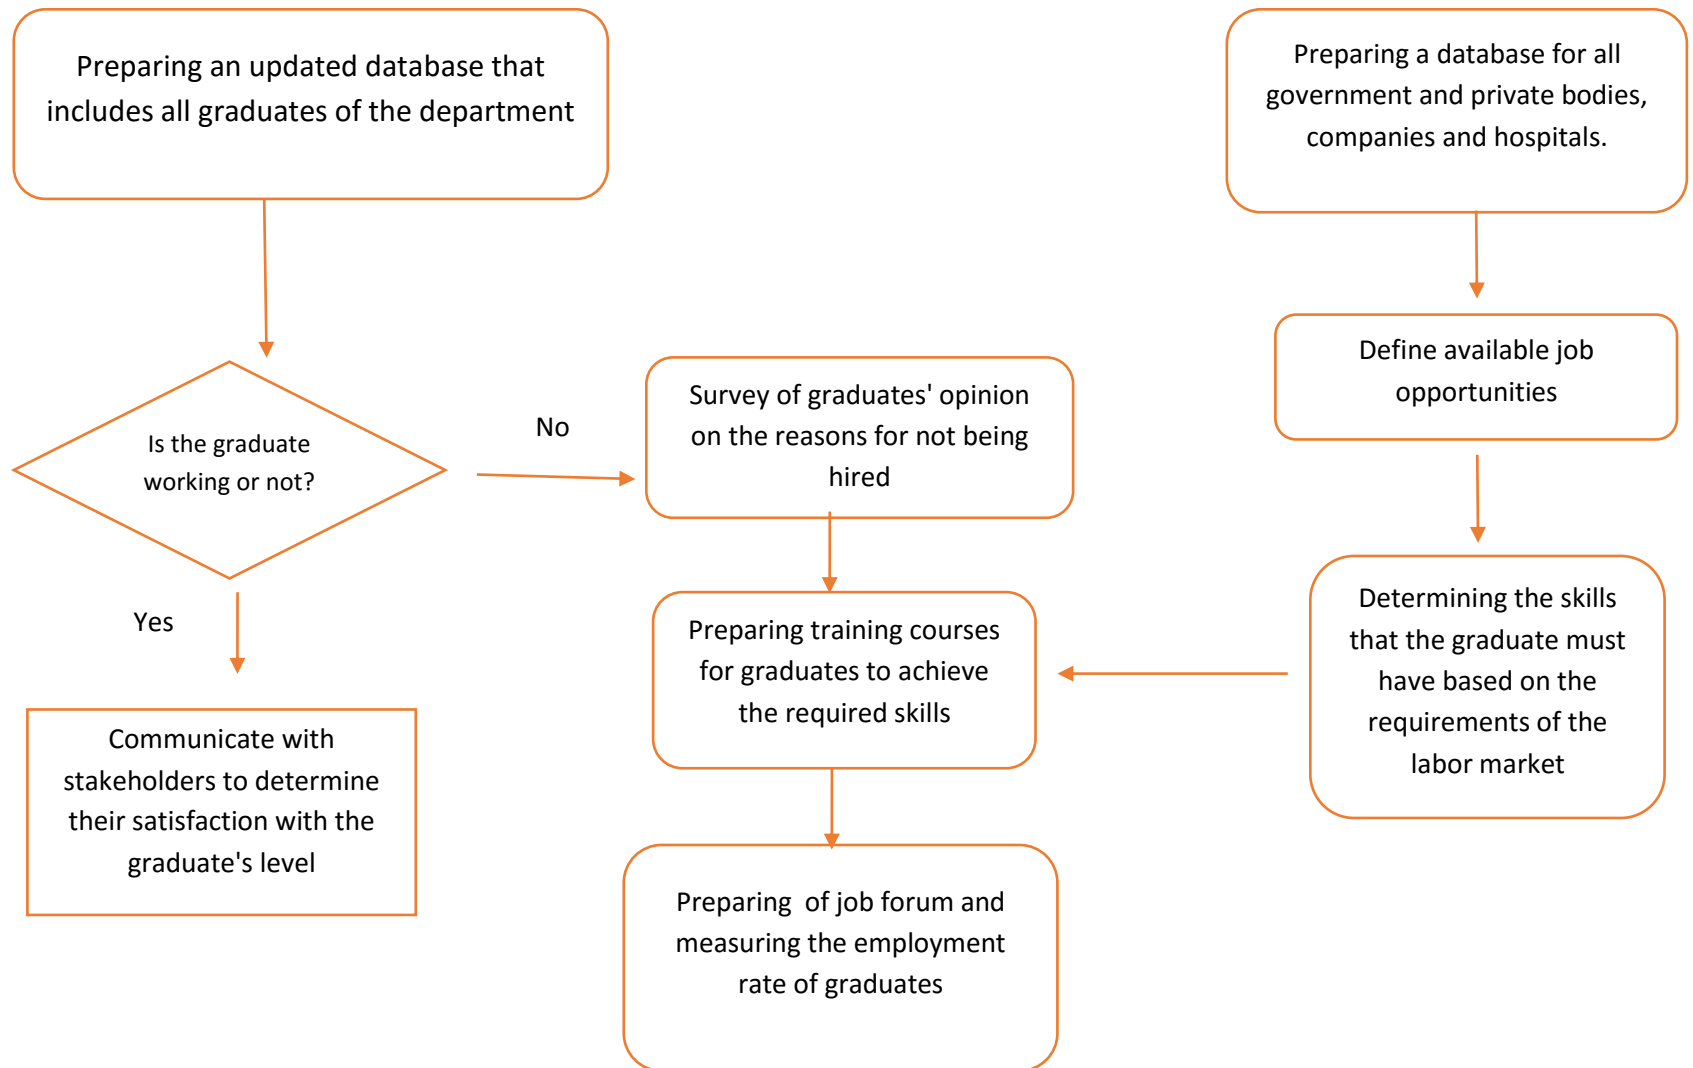 Preparing an updated database that
includes all graduates of the department
Preparing a database for all
government and private bodies,
companies and hospitals.
Define available job
opportunities
Is the graduate
working or not?
No
Survey of graduates' opinion
on the reasons for not being
hired
Yes
Preparing training courses
for graduates to achieve
the required skills
Determining the skills
that the graduate must
have based on the
requirements of the
labor market
Communicate with
stakeholders to determine
their satisfaction with the
graduate's level
Preparing  of job forum and
measuring the employment
rate of graduates